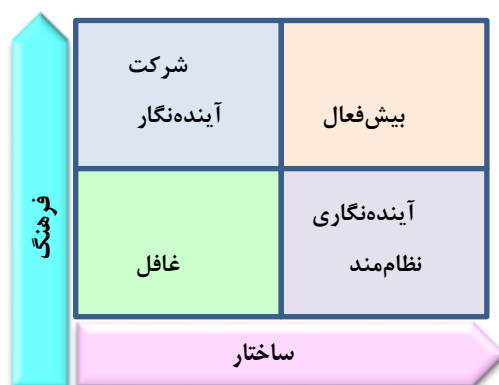 شرکت
آینده‌نگار
بیش‌فعال
غافل
آینده‌نگاری
نظام‌مند
فرهنگ
ساختار